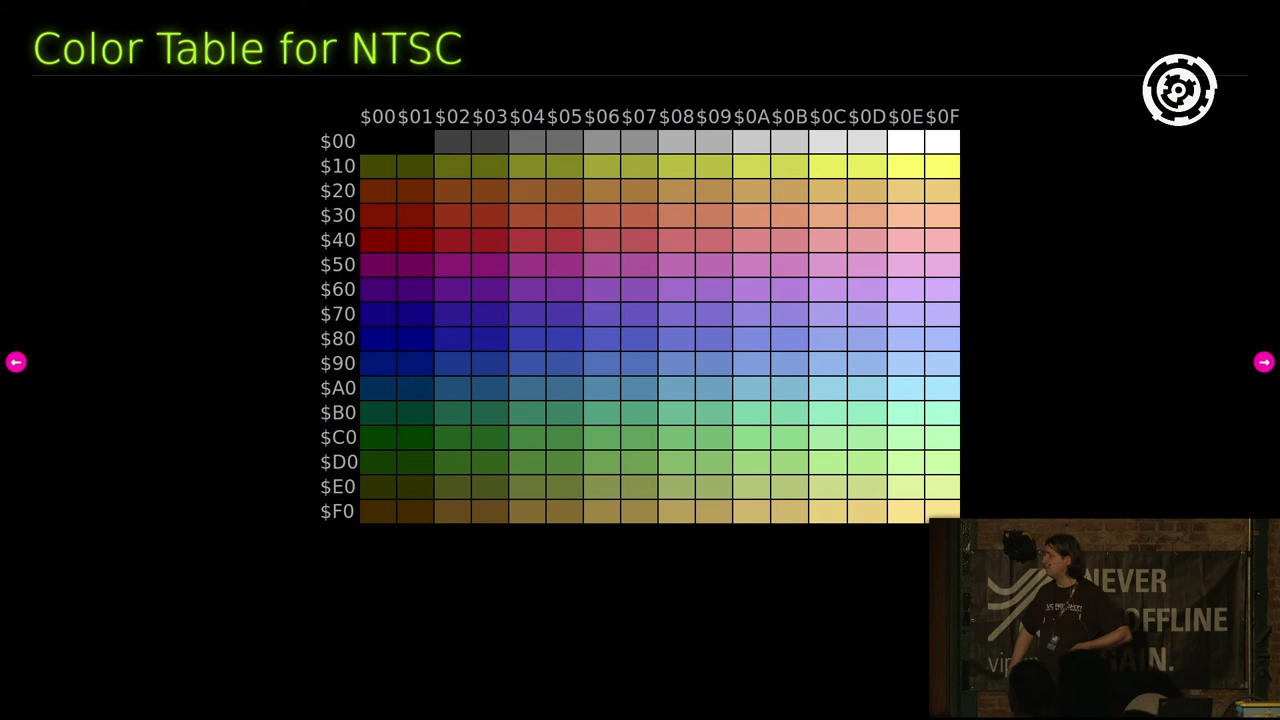 Color Table for NTSC
$00 $01 $02 $03 $04 $05 $06 $07 $08 $09 $0A $0B $0C $0D $0E $0F
$00
$10
$20
$30
$40
$50
$60
$70
$80
$90
$A0
$B0
$C0
$D0
$E0
$F0
NEVER
OFFLINE
AIN.